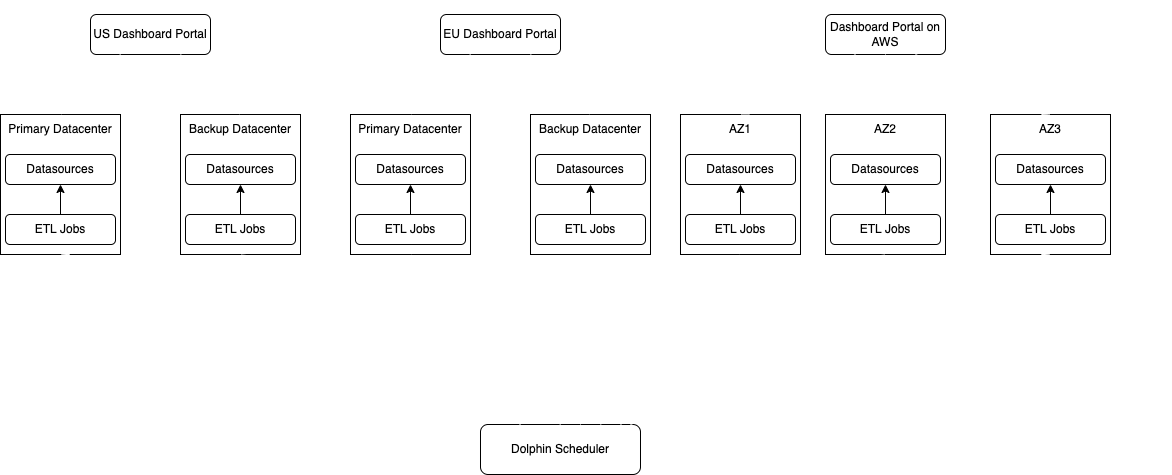 US Dashboard Portal
EU Dashboard Portal
Dashboard Portal on
AWS
Primary Datacenter
Datasources
ETL Jobs
Backup Datacenter
Datasources
ETL Jobs
Primary Datacenter
Datasources
ETL Jobs
Backup Datacenter
Datasources
ETL Jobs
AZ1
Datasources
ETL Jobs
AZ2
Datasources
ETL Jobs
AZ3
Datasources
ETL Jobs
Dolphin Scheduler